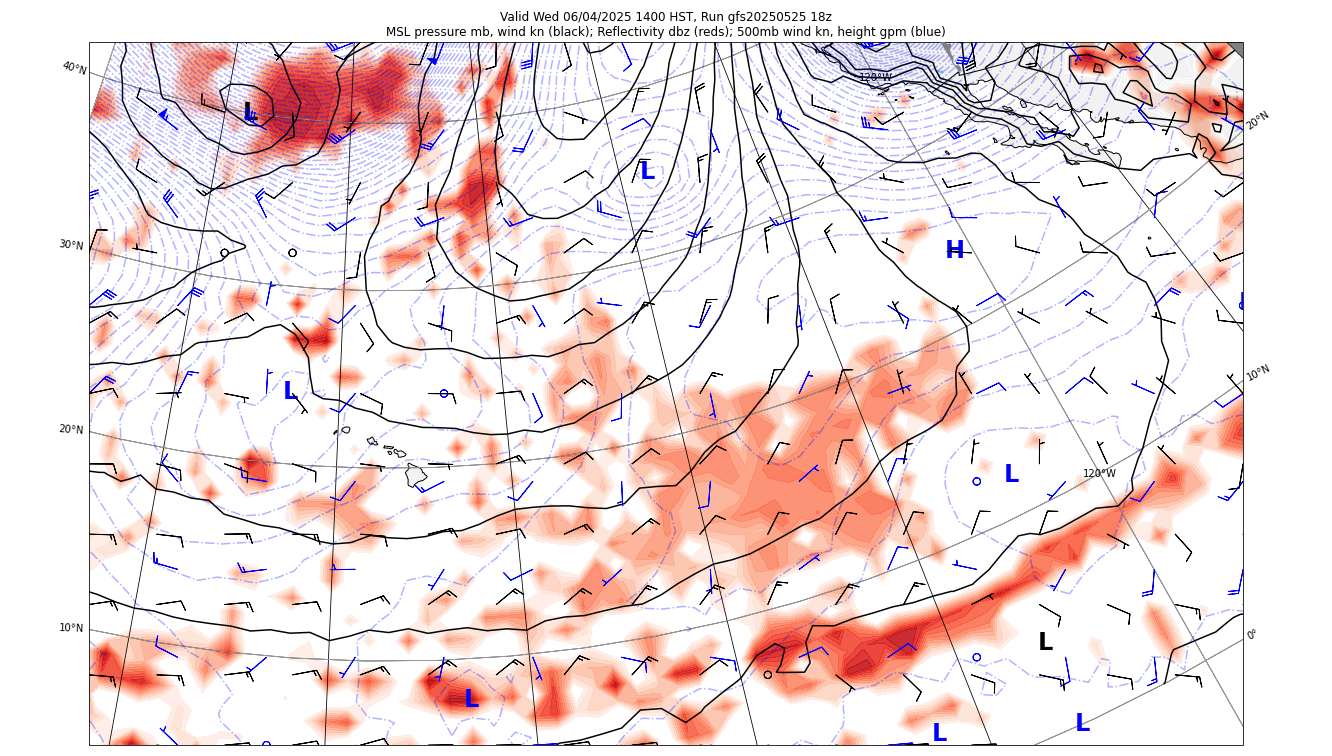 Valid Wed 06/04/2025 1400 HST, Run gfs20250525 18z
MSL pressure mb, wind kn (black); Reflectivity dbz (reds); 500mb wind kn, height gpm (blue)
40°N
120°W
20°N
L
L
30°N
H
10°N
L
20°N
L
120°W
10°N
0°
L
L
L
L